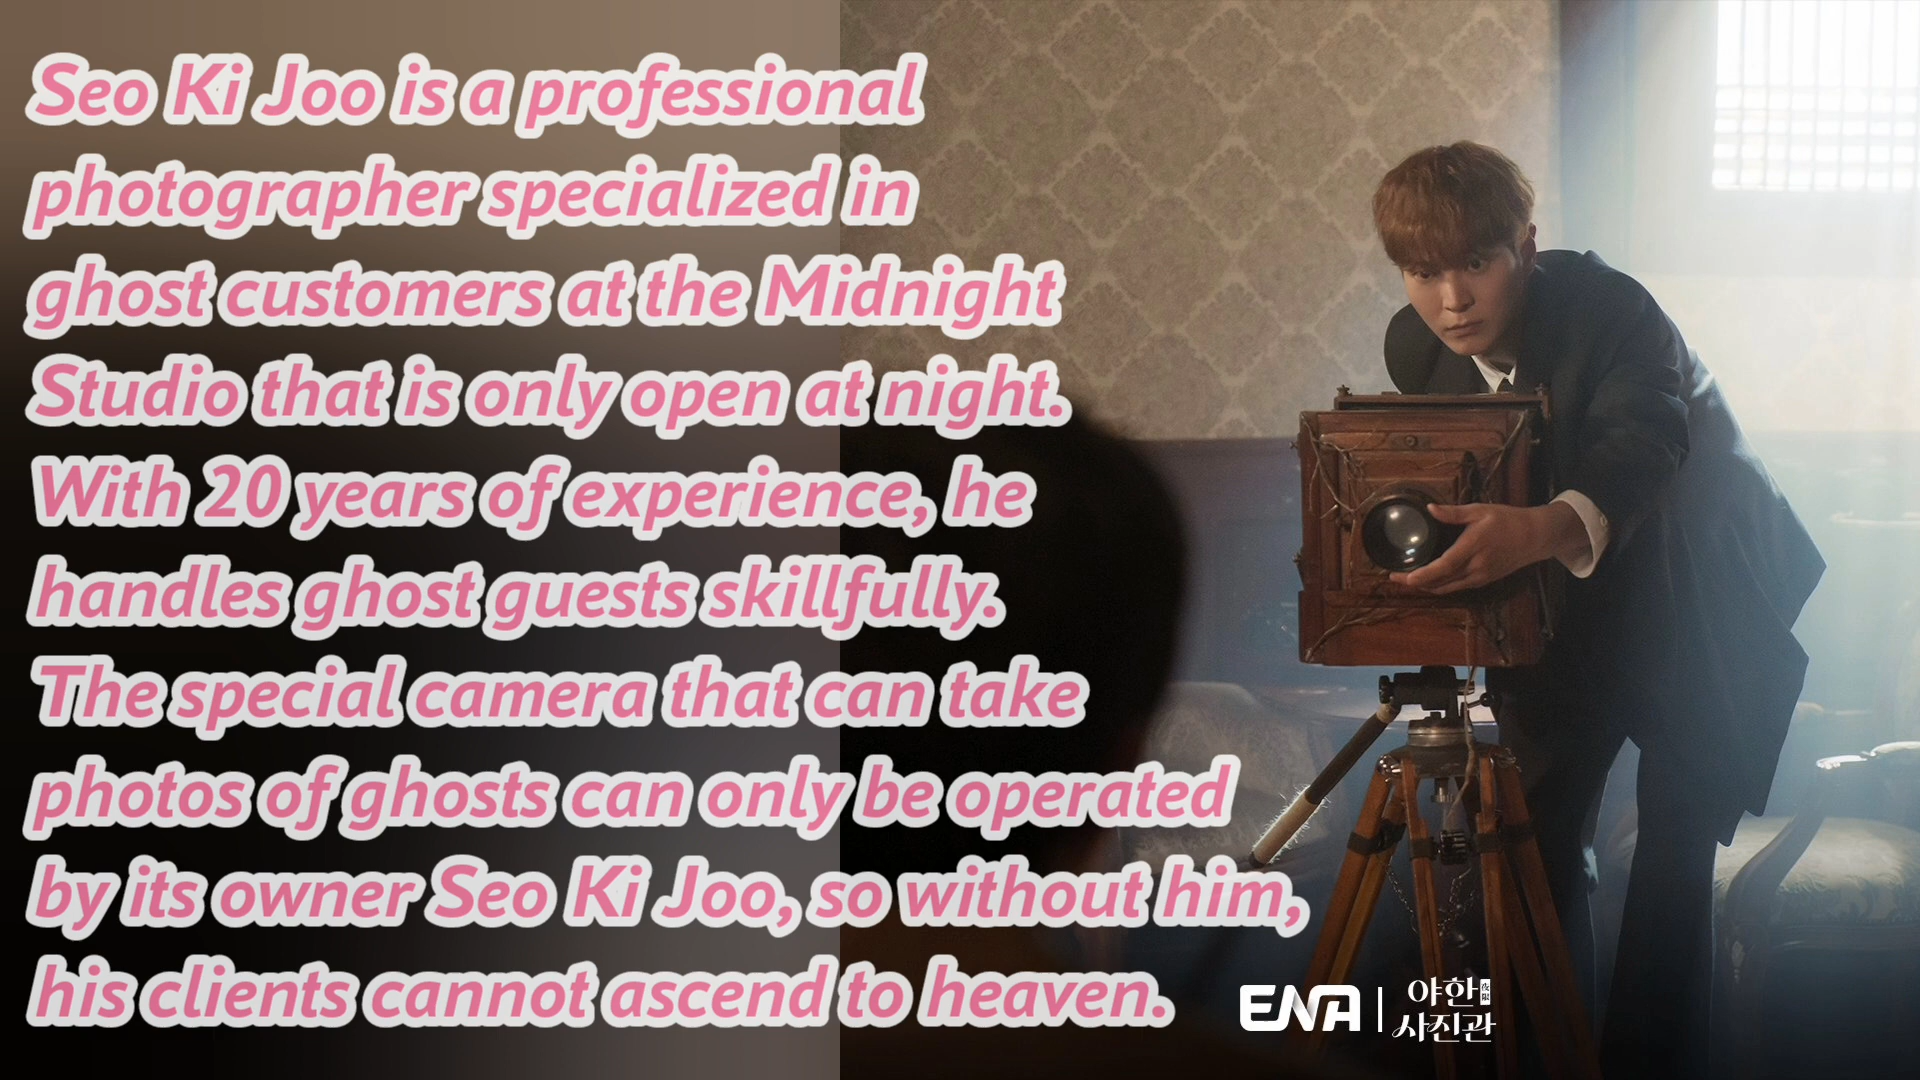 Seo Ki Joo is a professional
photographer specialized in
ghost customers at the Midnight
Studio that is only open at night.
With 20 years of experience, he
handles ghost guests skillfully.
The special camera that can take
photos of ghosts can only be operated
by its owner Seo Ki Joo, so without him,
his clients cannot ascend to heaven.
ENA | 야한 夜限
사진관